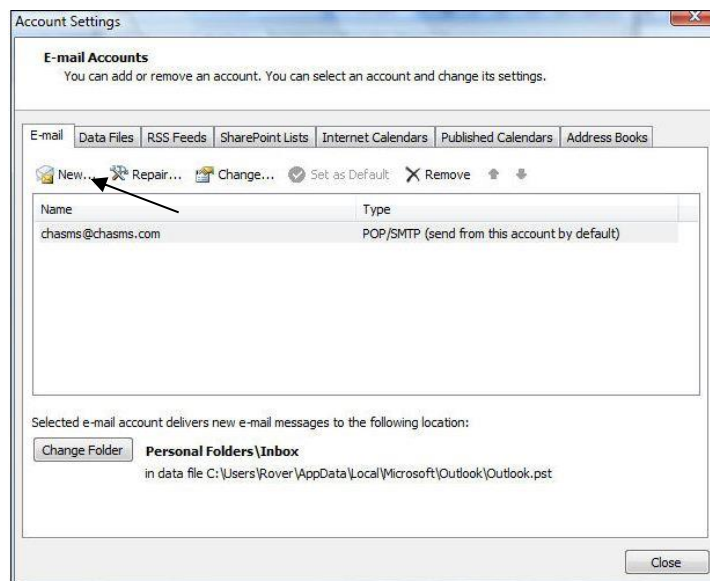 Account Settings
E-mail Accounts
You can add or remove an account. You can select an account and change its settings.
E-mail Data Files RSS Feeds SharePoint Lists Internet Calendars Published Calendars Address Books
New... Repair... Change... Set as Default Remove
Name Type
chasms@chasms.com POP/SMTP (send from this account by default)
Selected e-mail account delivers new e-mail messages to the following location:
Change Folder Personal Folders\Inbox
in data file C:\Users\Rover\AppData\Local\Microsoft\Outlook\Outlook.pst
Close